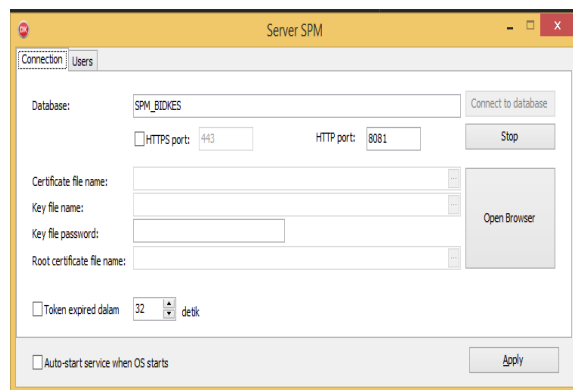 DX
Server SPM
Connection Users
Database: SPM_BIDKES Connect to database
HTTPS port: 443 HTTP port: 8081 Stop
Certificate file name: ...
Key file name: ...
Key file password:
Open Browser
Root certificate file name: ...
Token expired dalam 32 detik
Auto-start service when OS starts Apply